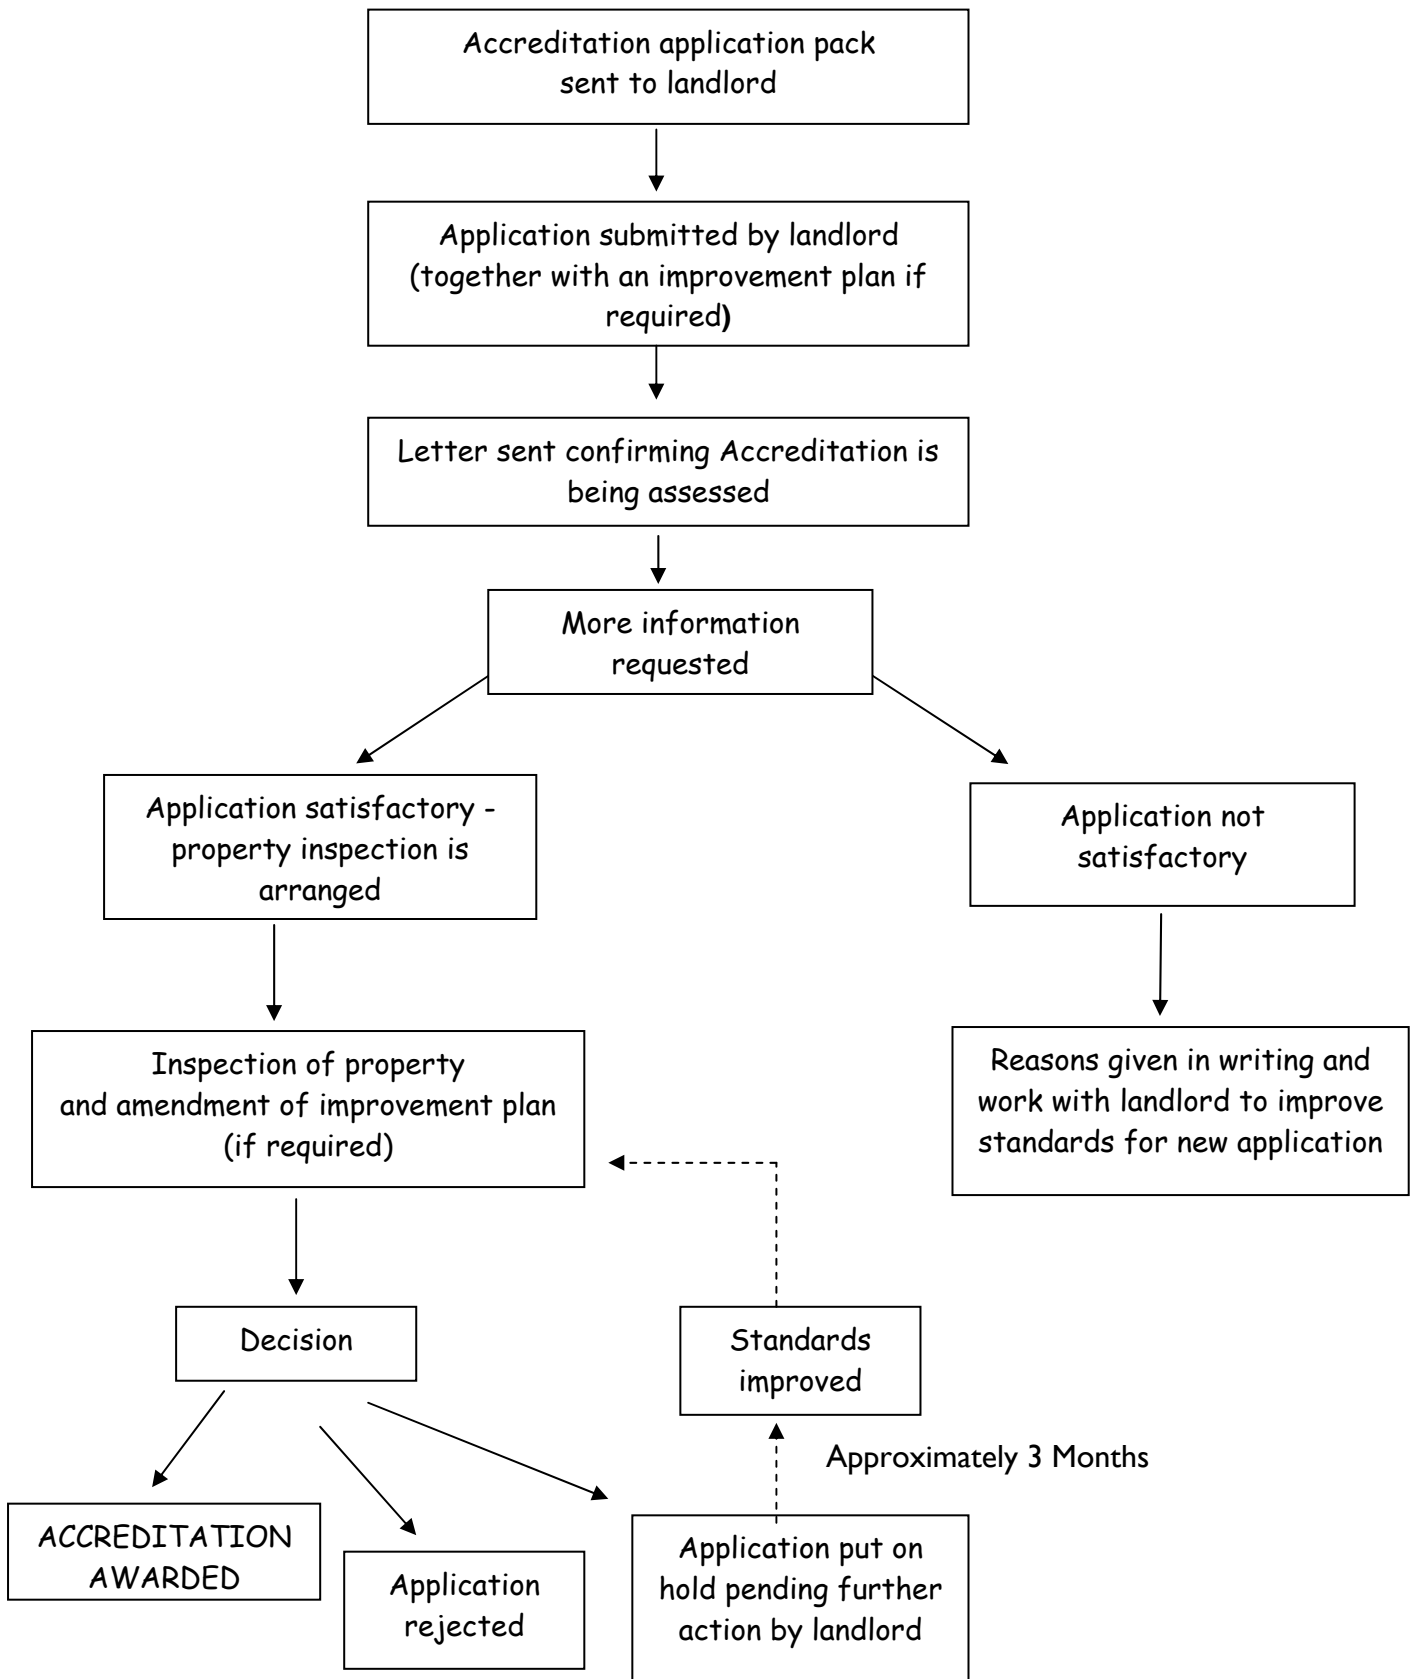 Accreditation application pack
sent to landlord
Application submitted by landlord
(together with an improvement plan if
required)
Letter sent confirming Accreditation is
being assessed
More information
requested
Application satisfactory -
property inspection is
arranged
Application not
satisfactory
Inspection of property
and amendment of improvement plan
(if required)
Reasons given in writing and
work with landlord to improve
standards for new application
Decision
Standards
improved
Approximately 3 Months
ACCREDITATION
AWARDED
Application
rejected
Application put on
hold pending further
action by landlord